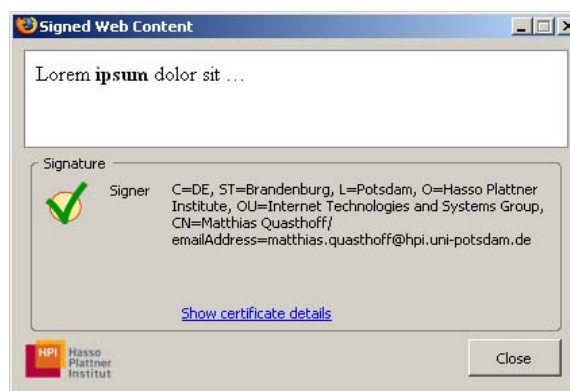 Signed Web Content
Lorem ipsum dolor sit …
Signature
Signer
C=DE, ST=Brandenburg, L=Potsdam, O=Hasso Plattner
Institute, OU=Internet Technologies and Systems Group,
CN=Matthias Quasthoff/
emailAddress=matthias.quasthoff@hpi.uni-potsdam.de
Show certificate details
HPI
Hasso
Plattner
Institut
Close